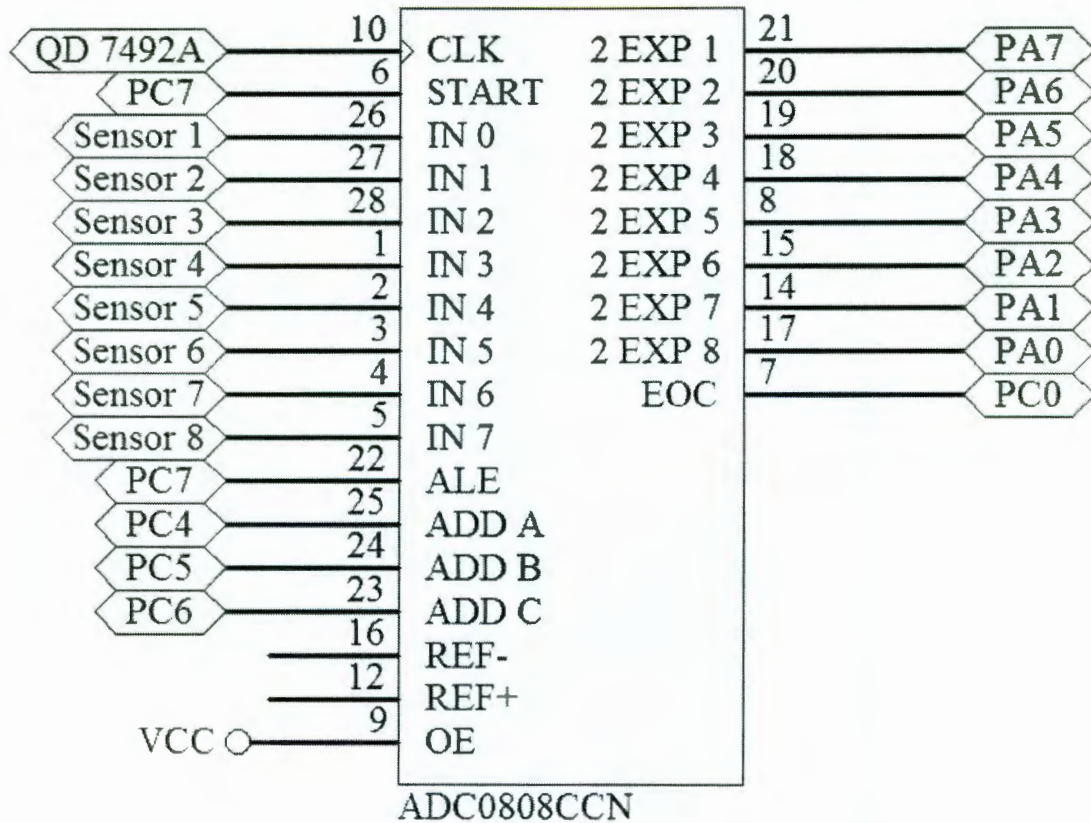 QD 7492A 10 CLK 2 EXP 1 21 PA7
PC7 6 START 2 EXP 2 20 PA6
Sensor 1 26 IN 0 2 EXP 3 19 PA5
Sensor 2 27 IN 1 2 EXP 4 18 PA4
Sensor 3 28 IN 2 2 EXP 5 8 PA3
Sensor 4 1 IN 3 2 EXP 6 15 PA2
Sensor 5 2 IN 4 2 EXP 7 14 PA1
Sensor 6 3 IN 5 2 EXP 8 17 PA0
Sensor 7 4 IN 6 EOC 7 PC0
Sensor 8 5 IN 7
PC7 22 ALE
PC4 25 ADD A
PC5 24 ADD B
PC6 23 ADD C
16 REF-
12 REF+
VCC 9 OE
ADC0808CCN